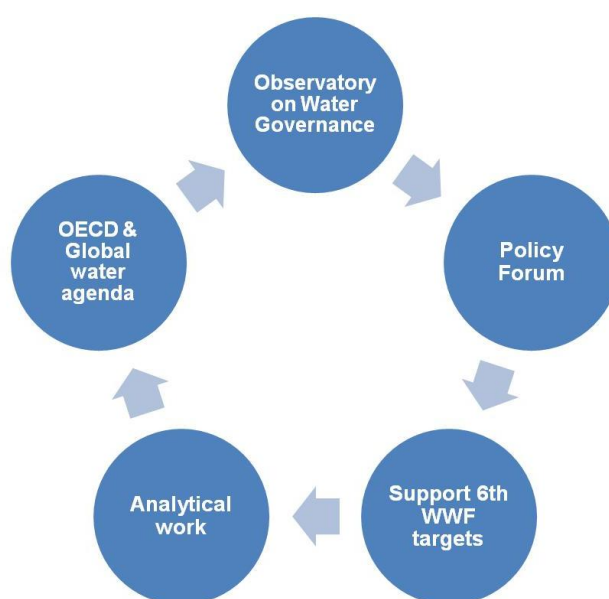 Observatory
on Water
Governance
Policy
Forum
Support 6th
WWF
targets
Analytical
work
OECD &
Global
water
agenda